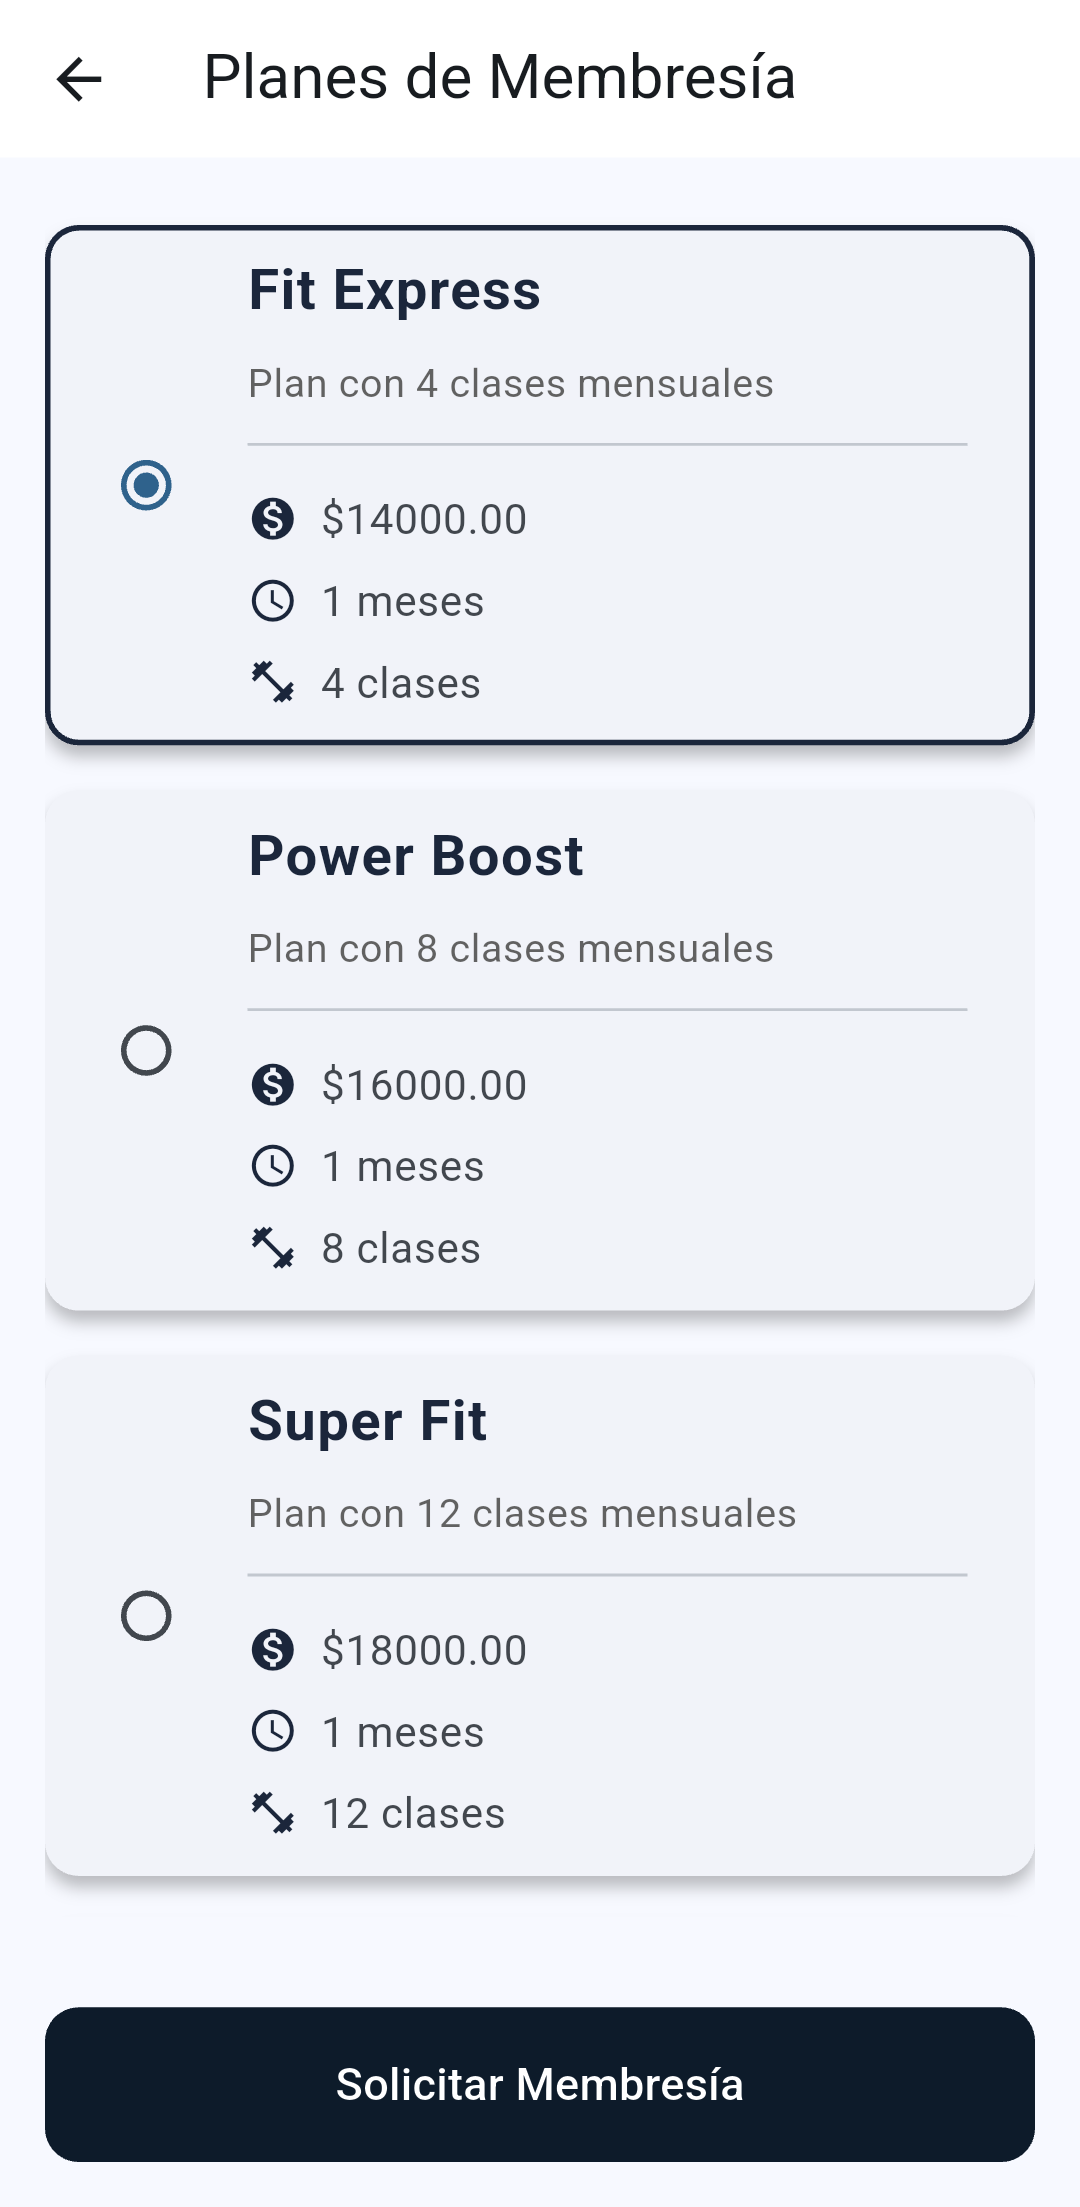 Planes de Membresía
Fit Express
Plan con 4 clases mensuales
$14000.00
1 meses
4 clases
Power Boost
Plan con 8 clases mensuales
$16000.00
1 meses
8 clases
Super Fit
Plan con 12 clases mensuales
$18000.00
1 meses
12 clases
Solicitar Membresía